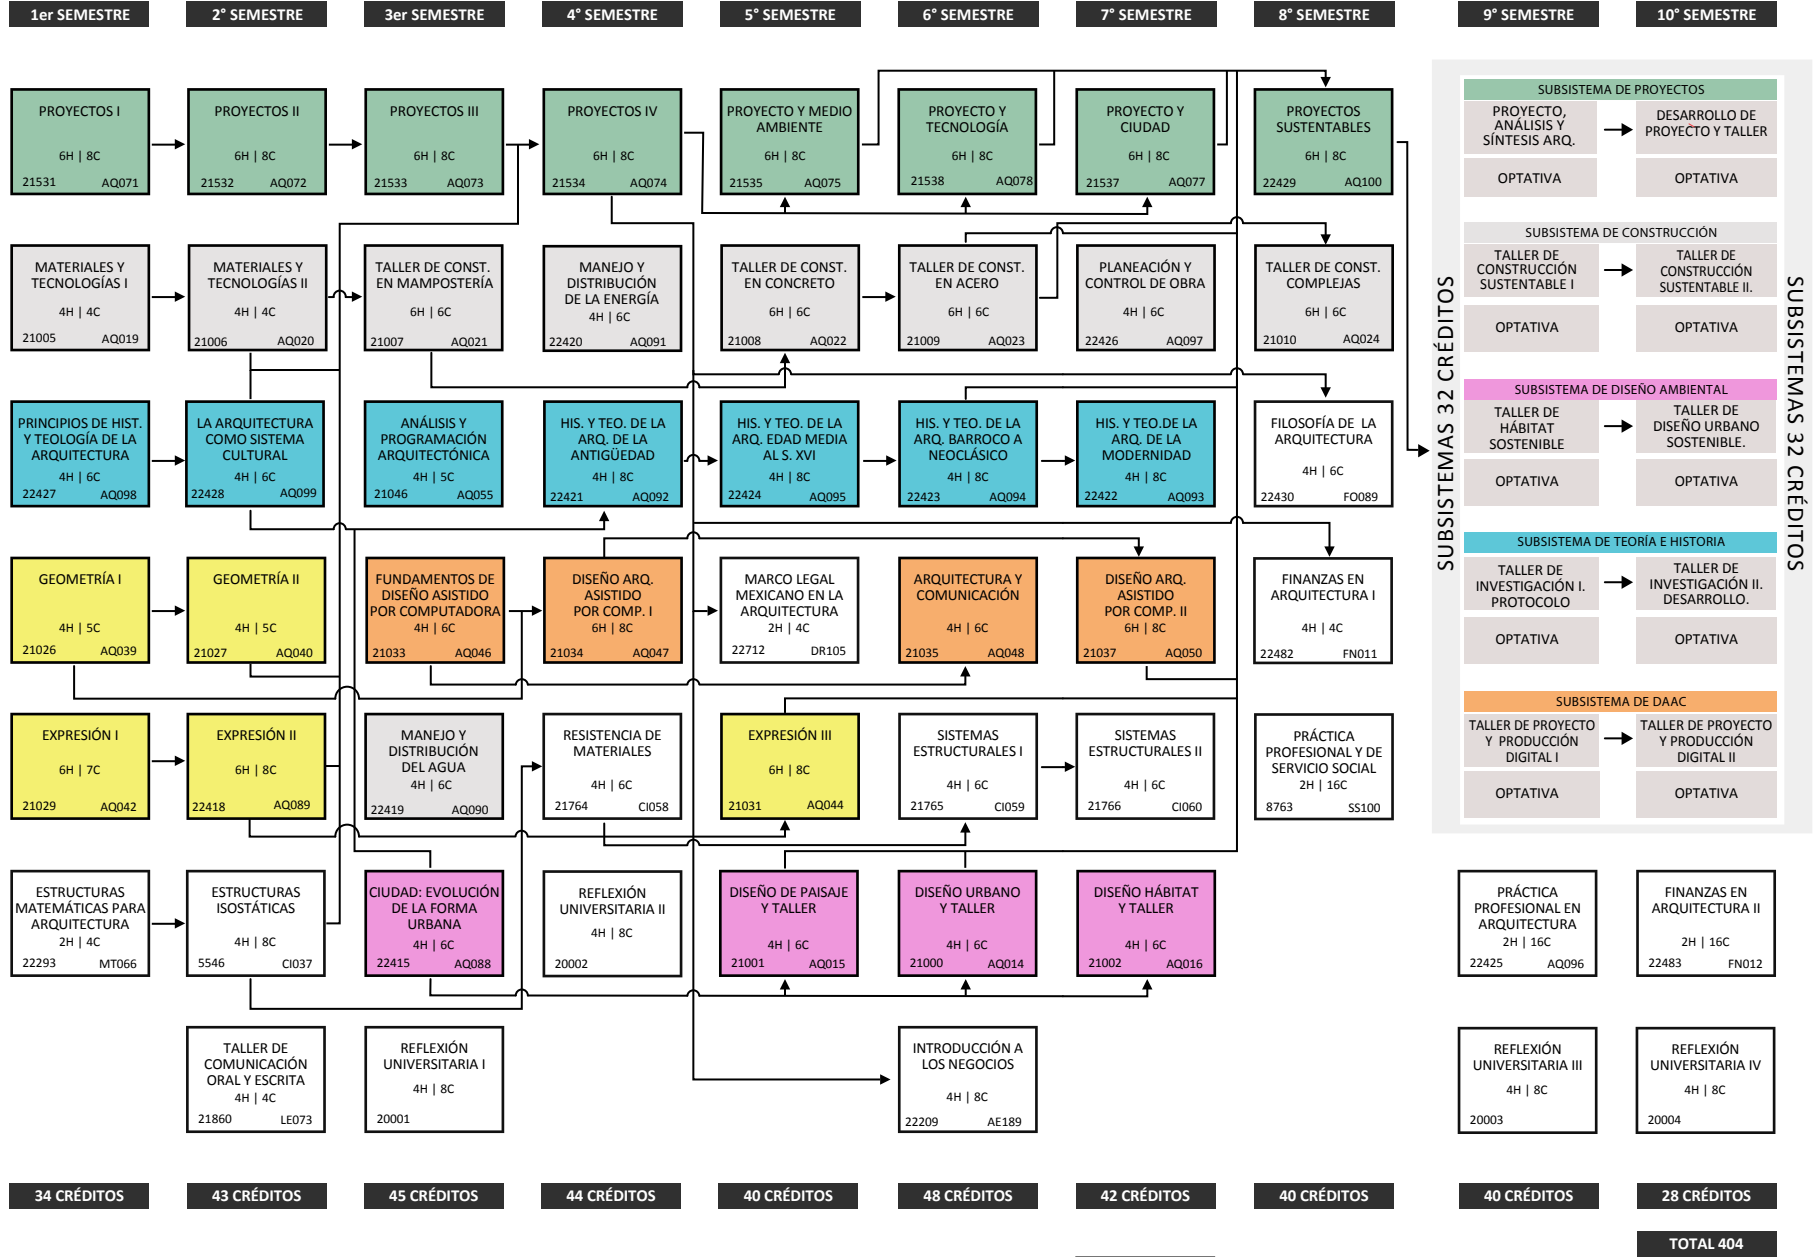 1er SEMESTRE
2° SEMESTRE
3er SEMESTRE
4° SEMESTRE
5° SEMESTRE
6° SEMESTRE
7° SEMESTRE
8° SEMESTRE
9° SEMESTRE
10° SEMESTRE
PROYECTOS I
6H | 8C
21531 AQ071
PROYECTOS II
6H | 8C
21532 AQ072
PROYECTOS III
6H | 8C
21533 AQ073
PROYECTOS IV
6H | 8C
21534 AQ074
PROYECTO Y MEDIO
AMBIENTE
6H | 8C
21535 AQ075
PROYECTO Y
TECNOLOGÍA
6H | 8C
21538 AQ078
PROYECTO Y
CIUDAD
6H | 8C
21537 AQ077
PROYECTOS
SUSTENTABLES
6H | 8C
22429 AQ100
MATERIALES Y
TECNOLOGÍAS I
4H | 4C
21005 AQ019
MATERIALES Y
TECNOLOGÍAS II
4H | 4C
21006 AQ020
TALLER DE CONST.
EN MAMPOSTERÍA
6H | 6C
21007 AQ021
MANEJO Y
DISTRIBUCIÓN
DE LA ENERGÍA
4H | 6C
22420 AQ091
TALLER DE CONST.
EN CONCRETO
6H | 6C
21008 AQ022
TALLER DE CONST.
EN ACERO
6H | 6C
21009 AQ023
PLANEACIÓN Y
CONTROL DE OBRA
4H | 6C
22426 AQ097
TALLER DE CONST.
COMPLEJAS
6H | 6C
21010 AQ024
PRINCIPIOS DE HIST.
Y TEOLOGÍA DE LA
ARQUITECTURA
4H | 6C
22427 AQ098
LA ARQUITECTURA
COMO SISTEMA
CULTURAL
4H | 6C
22428 AQ099
ANÁLISIS Y
PROGRAMACIÓN
ARQUITECTÓNICA
4H | 5C
21046 AQ055
HIS. Y TEO. DE LA
ARQ. DE LA
ANTIGÜEDAD
4H | 8C
22421 AQ092
HIS. Y TEO. DE LA
ARQ. EDAD MEDIA
AL S. XVI
4H | 8C
22424 AQ095
HIS. Y TEO. DE LA
ARQ. BARROCO A
NEOCLÁSICO
4H | 8C
22423 AQ094
HIS. Y TEO.DE LA
ARQ. DE LA
MODERNIDAD
4H | 8C
22422 AQ093
FILOSOFÍA DE LA
ARQUITECTURA
4H | 6C
22430 FO089
GEOMETRÍA I
4H | 5C
21026 AQ039
GEOMETRÍA II
4H | 5C
21027 AQ040
FUNDAMENTOS DE
DISEÑO ASISTIDO
POR COMPUTADORA
4H | 6C
21033 AQ046
DISEÑO ARQ.
ASISTIDO
POR COMP. I
6H | 8C
21034 AQ047
MARCO LEGAL
MEXICANO EN LA
ARQUITECTURA
2H | 4C
22712 DR105
ARQUITECTURA Y
COMUNICACIÓN
4H | 6C
21035 AQ048
DISEÑO ARQ.
ASISTIDO
POR COMP. II
6H | 8C
21037 AQ050
FINANZAS EN
ARQUITECTURA I
4H | 4C
22482 FN011
EXPRESIÓN I
6H | 7C
21029 AQ042
EXPRESIÓN II
6H | 8C
22418 AQ089
MANEJO Y
DISTRIBUCIÓN
DEL AGUA
4H | 6C
22419 AQ090
RESISTENCIA DE
MATERIALES
4H | 6C
21764 CI058
EXPRESIÓN III
6H | 8C
21031 AQ044
SISTEMAS
ESTRUCTURALES I
4H | 6C
21765 CI059
SISTEMAS
ESTRUCTURALES II
4H | 6C
21766 CI060
PRÁCTICA
PROFESIONAL Y DE
SERVICIO SOCIAL
2H | 16C
8763 SS100
ESTRUCTURAS
MATEMÁTICAS PARA
ARQUITECTURA
2H | 4C
22293 MT066
ESTRUCTURAS
ISOSTÁTICAS
4H | 8C
5546 CI037
CIUDAD: EVOLUCIÓN
DE LA FORMA
URBANA
4H | 6C
22415 AQ088
REFLEXIÓN
UNIVERSITARIA II
4H | 8C
20002
DISEÑO DE PAISAJE
Y TALLER
4H | 6C
21001 AQ015
DISEÑO URBANO
Y TALLER
4H | 6C
21000 AQ014
DISEÑO HÁBITAT
Y TALLER
4H | 6C
21002 AQ016
PRÁCTICA
PROFESIONAL EN
ARQUITECTURA
2H | 16C
22425 AQ096
FINANZAS EN
ARQUITECTURA II
2H | 16C
22483 FN012
TALLER DE
COMUNICACIÓN
ORAL Y ESCRITA
4H | 4C
21860 LE073
REFLEXIÓN
UNIVERSITARIA I
4H | 8C
20001
INTRODUCCIÓN A
LOS NEGOCIOS
4H | 8C
22209 AE189
REFLEXIÓN
UNIVERSITARIA III
4H | 8C
20003
REFLEXIÓN
UNIVERSITARIA IV
4H | 8C
20004
SUBSISTEMAS 32 CRÉDITOS
SUBSISTEMA DE PROYECTOS
PROYECTO,
ANÁLISIS Y
SÍNTESIS ARQ.
DESARROLLO DE
PROYECTO Y TALLER
OPTATIVA
OPTATIVA
SUBSISTEMA DE CONSTRUCCIÓN
TALLER DE
CONSTRUCCIÓN
SUSTENTABLE I
TALLER DE
CONSTRUCCIÓN
SUSTENTABLE II.
OPTATIVA
OPTATIVA
SUBSISTEMA DE DISEÑO AMBIENTAL
TALLER DE
HÁBITAT
SOSTENIBLE
TALLER DE
DISEÑO URBANO
SOSTENIBLE.
OPTATIVA
OPTATIVA
SUBSISTEMA DE TEORÍA E HISTORIA
TALLER DE
INVESTIGACIÓN I.
PROTOCOLO
TALLER DE
INVESTIGACIÓN II.
DESARROLLO.
OPTATIVA
OPTATIVA
SUBSISTEMA DE DAAC
TALLER DE PROYECTO
Y PRODUCCIÓN
DIGITAL I
TALLER DE PROYECTO
Y PRODUCCIÓN
DIGITAL II
OPTATIVA
OPTATIVA
SUBSISTEMAS 32 CRÉDITOS
34 CRÉDITOS
43 CRÉDITOS
45 CRÉDITOS
44 CRÉDITOS
40 CRÉDITOS
48 CRÉDITOS
42 CRÉDITOS
40 CRÉDITOS
40 CRÉDITOS
28 CRÉDITOS
TOTAL 404